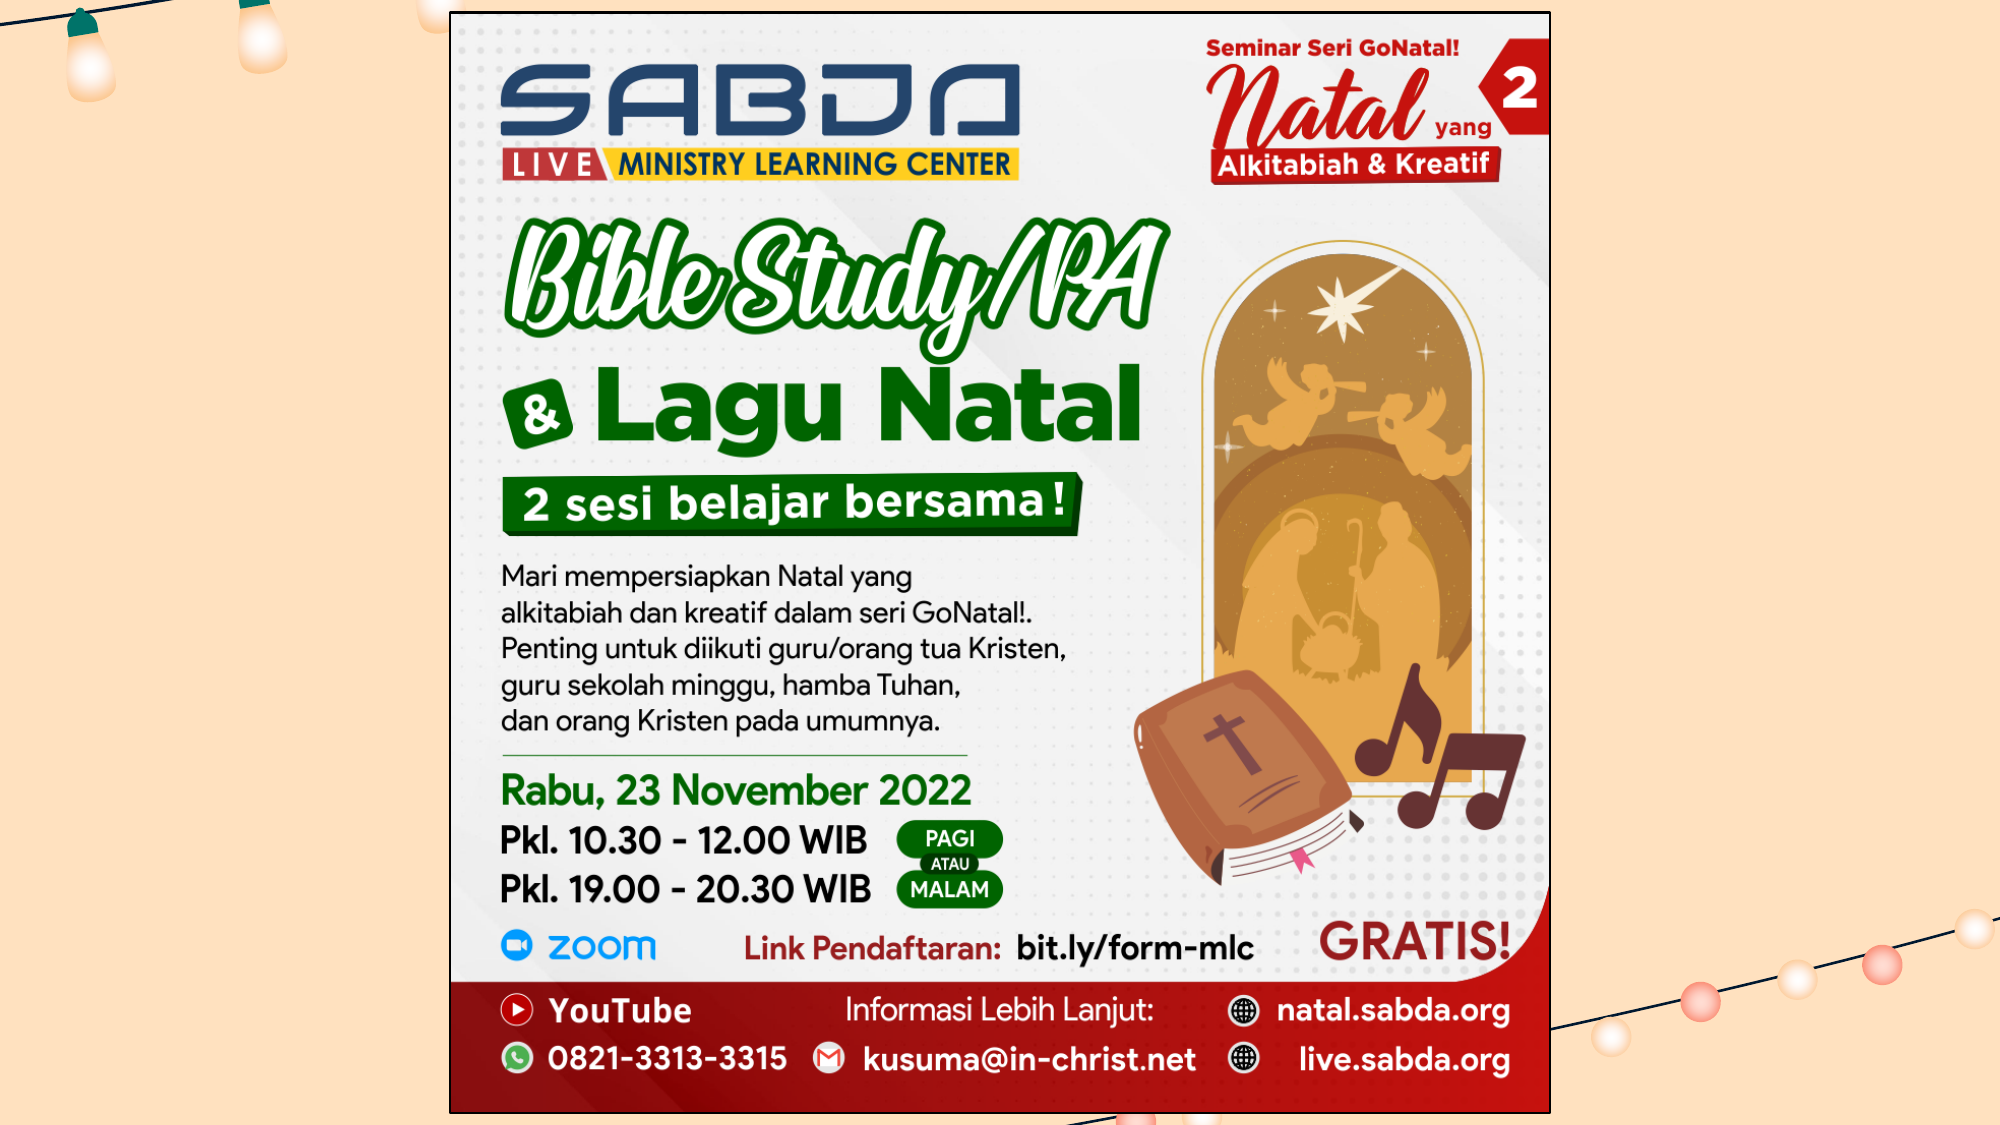 SABDA
LIVE MINISTRY LEARNING CENTER
Seminar Seri GoNatal!
Natal yang
2
Alkitabiah & Kreatif
Bible Study/PA
& Lagu Natal
2 sesi belajar bersama!
Mari mempersiapkan Natal yang
alkitabiah dan kreatif dalam seri GoNatal!.
Penting untuk diikuti guru/orang tua Kristen,
guru sekolah minggu, hamba Tuhan,
dan orang Kristen pada umumnya.
Rabu, 23 November 2022
Pkl. 10.30 - 12.00 WIB PAGI
ATAU
Pkl. 19.00 - 20.30 WIB MALAM
zoom Link Pendaftaran: bit.ly/form-mlc GRATIS!
YouTube Informasi Lebih Lanjut: natal.sabda.org
0821-3313-3315 kusuma@in-christ.net live.sabda.org